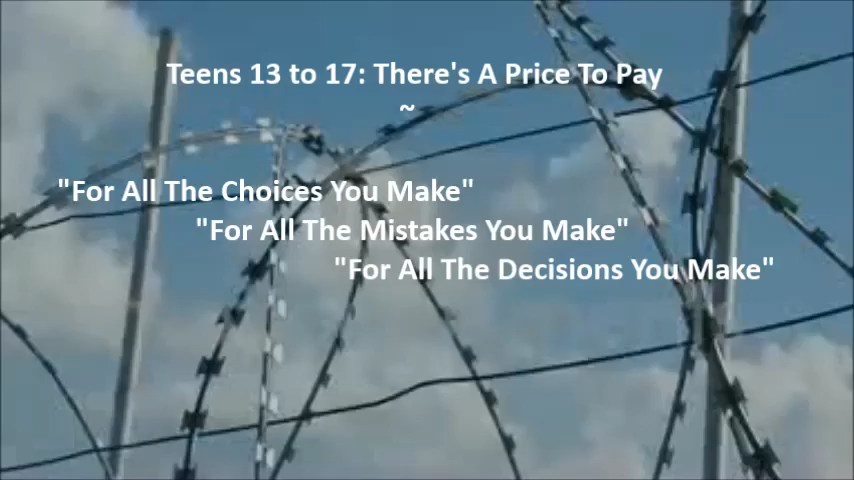 Teens 13 to 17: There's A Price To Pay
~
"For All The Choices You Make"
"For All The Mistakes You Make"
"For All The Decisions You Make"